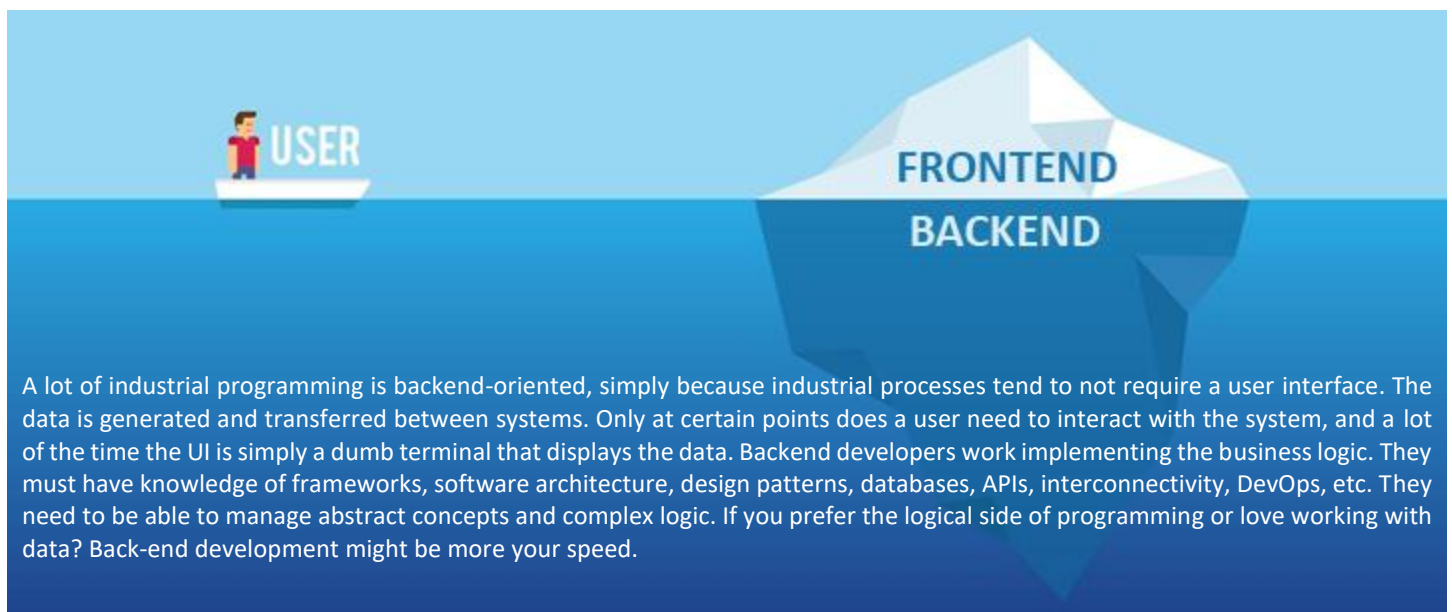 USER
FRONTEND
BACKEND
A lot of industrial programming is backend-oriented, simply because industrial processes tend to not require a user interface. The
data is generated and transferred between systems. Only at certain points does a user need to interact with the system, and a lot
of the time the UI is simply a dumb terminal that displays the data. Backend developers work implementing the business logic. They
must have knowledge of frameworks, software architecture, design patterns, databases, APIs, interconnectivity, DevOps, etc. They
need to be able to manage abstract concepts and complex logic. If you prefer the logical side of programming or love working with
data? Back-end development might be more your speed.